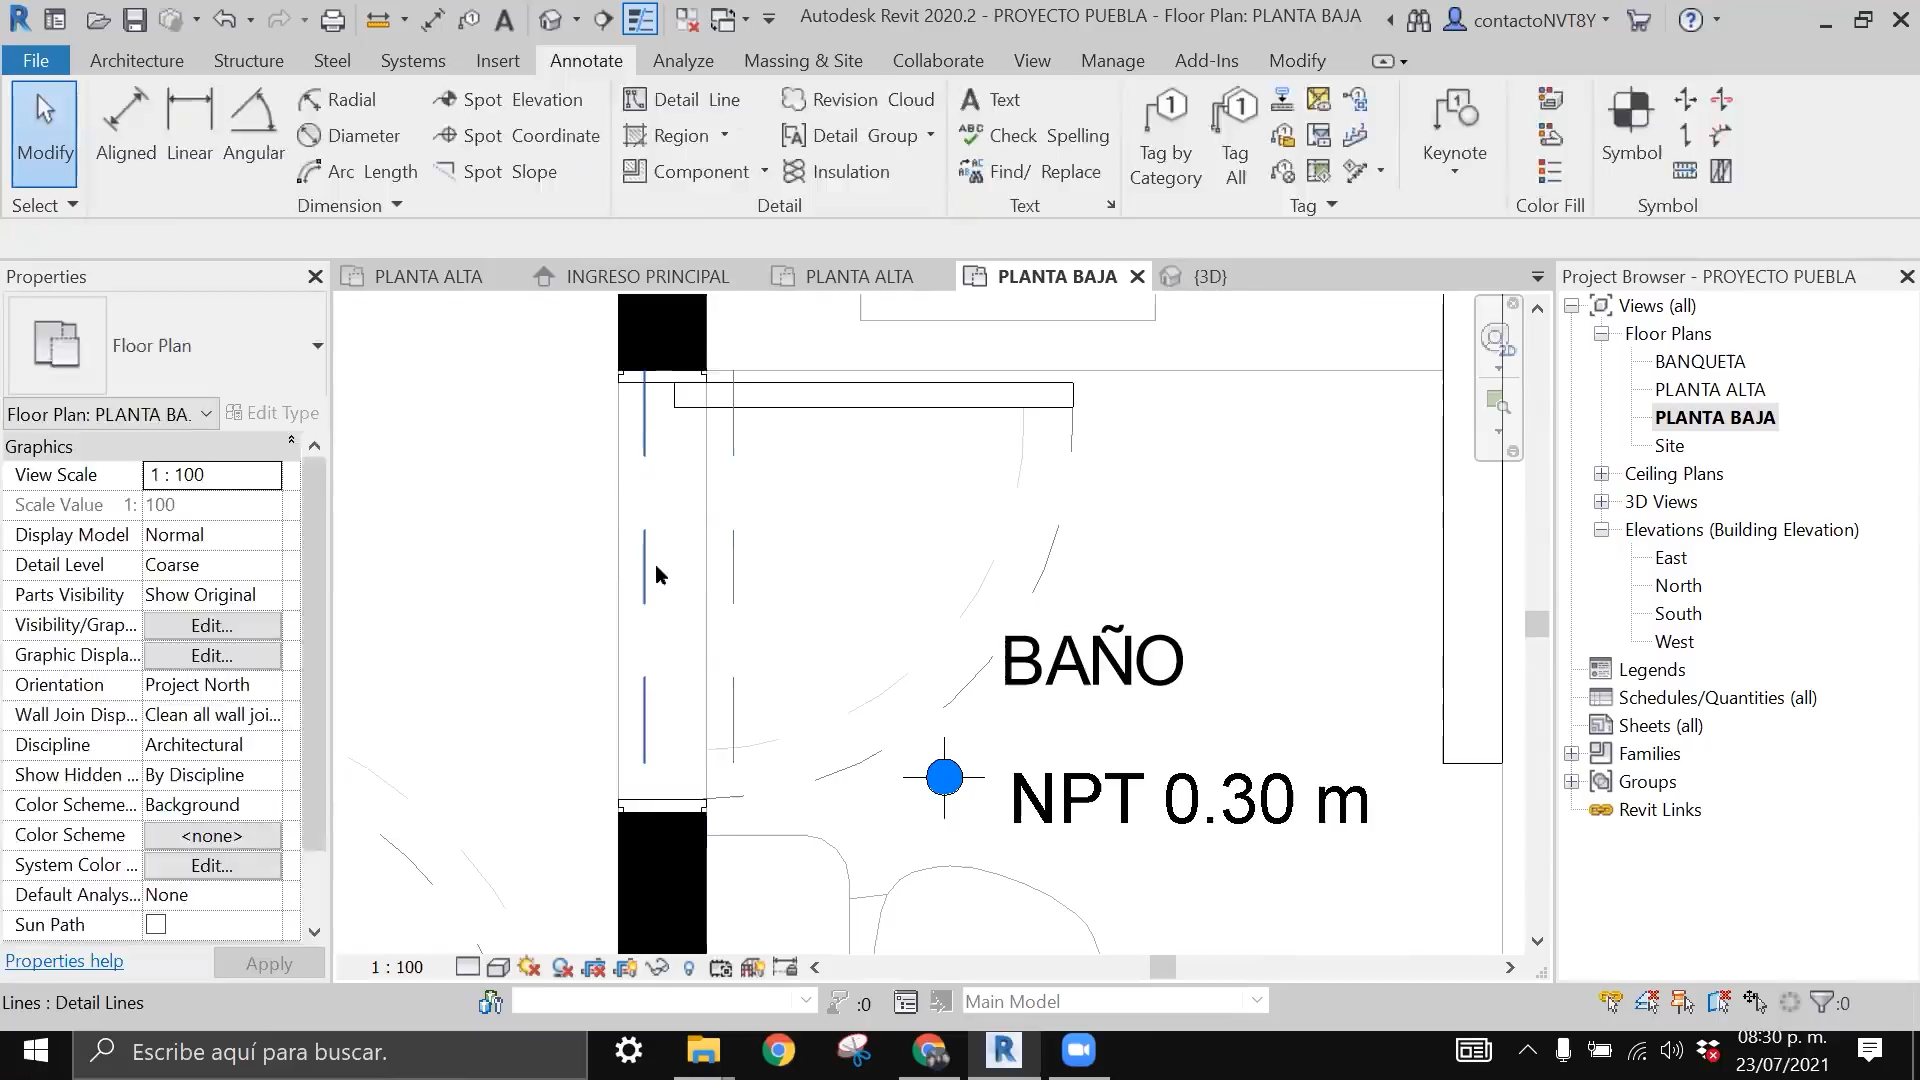 Autodesk Revit 2020.2 - PROYECTO PUEBLA - Floor Plan: PLANTA BAJA
contactoNVT8Y
File Architecture Structure Steel Systems Insert Annotate Analyze Massing & Site Collaborate View Manage Add-Ins Modify
Modify Aligned Linear Angular
Radial
Diameter
Arc Length
Spot Elevation
Spot Coordinate
Spot Slope
Detail Line
Region
Component
Revision Cloud
Detail Group
Insulation
Text
Check Spelling
Find/ Replace
Tag by Category
Tag All
Keynote
Symbol
Select Dimension Detail Text Tag Color Fill Symbol
Properties
PLANTA ALTA INGRESO PRINCIPAL PLANTA ALTA PLANTA BAJA {3D}
Project Browser - PROYECTO PUEBLA
Floor Plan
Floor Plan: PLANTA BA. Edit Type
Graphics
View Scale 1 : 100
Scale Value 1: 100
Display Model Normal
Detail Level Coarse
Parts Visibility Show Original
Visibility/Grap... Edit...
Graphic Displa... Edit...
Orientation Project North
Wall Join Disp... Clean all wall joi...
Discipline Architectural
Show Hidden ... By Discipline
Color Scheme... Background
Color Scheme <none>
System Color ... Edit...
Default Analys... None
Sun Path
Properties help Apply
BAÑO
NPT 0.30 m
Views (all)
Floor Plans
BANQUETA
PLANTA ALTA
PLANTA BAJA
Site
Ceiling Plans
3D Views
Elevations (Building Elevation)
East
North
South
West
Legends
Schedules/Quantities (all)
Sheets (all)
Families
Groups
Revit Links
1 : 100
Lines : Detail Lines
:0
Main Model
:0
Escribe aquí para buscar.
08:30 p. m.
23/07/2021